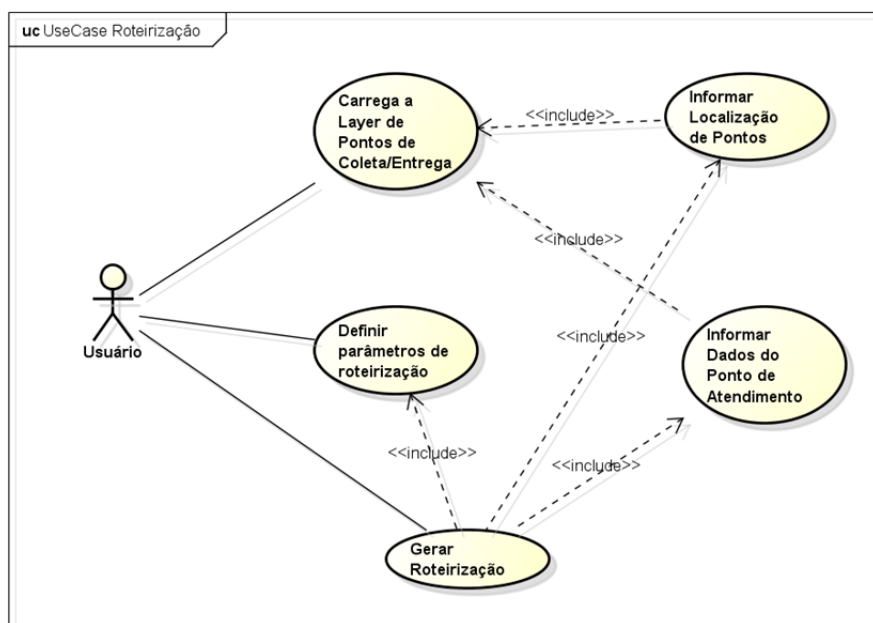 uc UseCase Roteirização
Carrega a
Layer de
Pontos de
Coleta/Entrega
<<include>>
Informar
Localização
de Pontos
<<include>>
Usuário
Definir
parâmetros de
roteirização
<<include>>
Informar
Dados do
Ponto de
Atendimento
<<include>>
<<include>>
Gerar
Roteirização